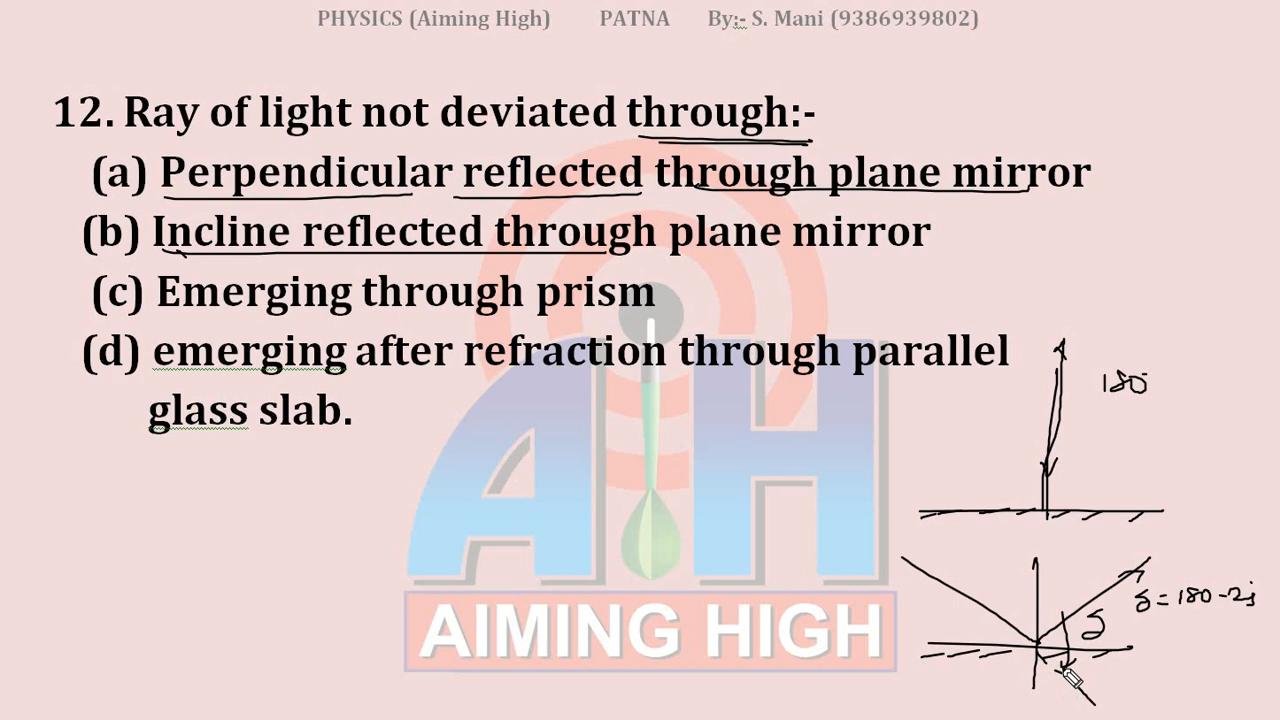 PHYSICS (Aiming High) PATNA By:- S. Mani (9386939802)
12. Ray of light not deviated through:-
(a) Perpendicular reflected through plane mirror
(b) Incline reflected through plane mirror
(c) Emerging through prism
(d) emerging after refraction through parallel
glass slab.
180
δ = 180-2i
δ
AH
AIMING HIGH